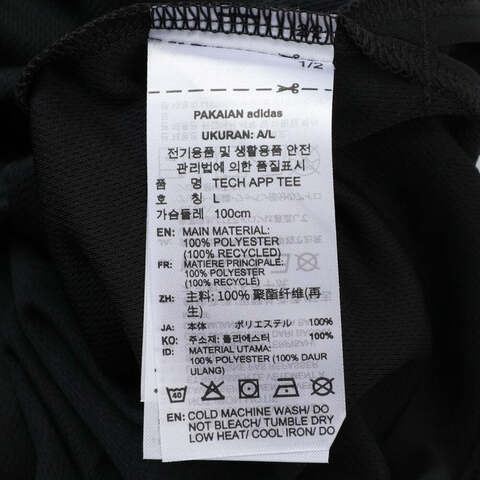 1/2
PAKAIAN adidas
UKURAN: A/L
전기용품 및 생활용품 안전
관리법에 의한 품질표시
품 명 TECH APP TEE
호 칭 L
가슴둘레 100cm
EN: MAIN MATERIAL:
100% POLYESTER
(100% RECYCLED)
FR: MATIERE PRINCIPALE:
100% POLYESTER
(100% RECYCLÉ)
ZH: 主料: 100% 聚酯纤维(再
生)
JA: 本体 ポリエステル 100%
KO: 주소재: 폴리에스터 100%
ID: MATERIAL UTAMA:
100% POLYESTER (100% DAUR
ULANG)
40
EN: COLD MACHINE WASH/ DO
NOT BLEACH/ TUMBLE DRY
LOW HEAT/ COOL IRON/ DO